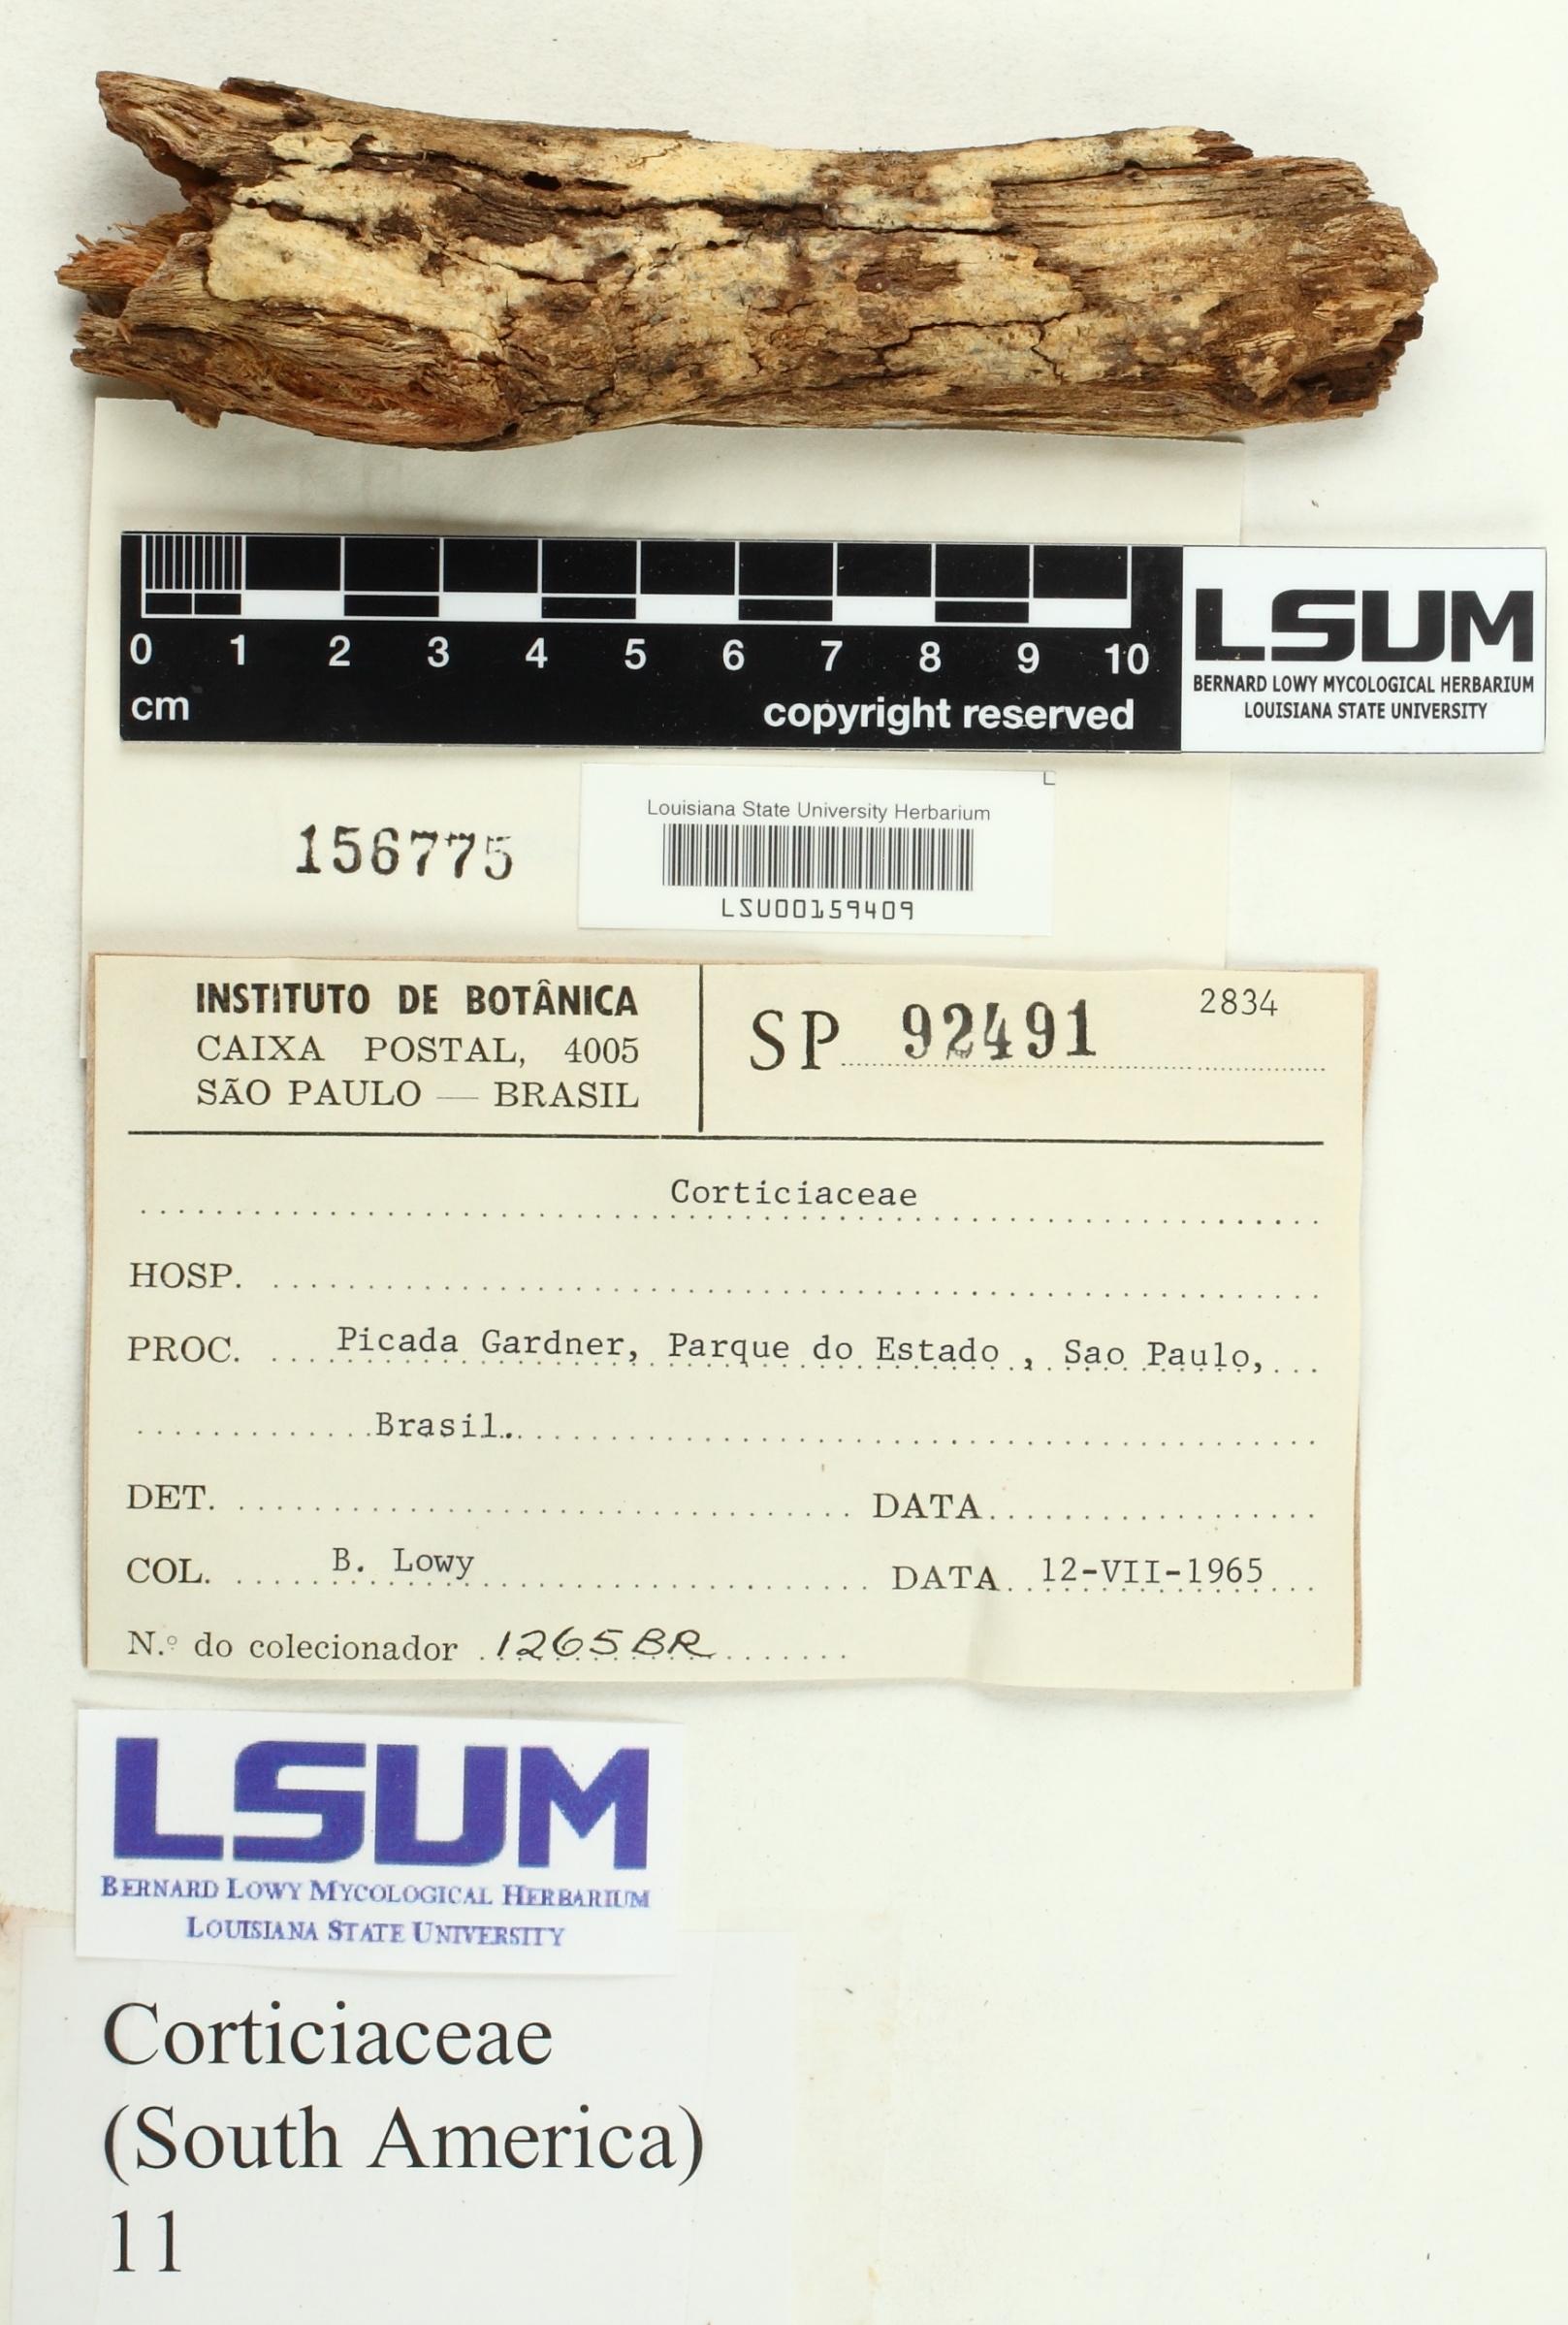 0 1 2 3 4 5 6 7 8 9 10
cm
copyright reserved
LSUM
BERNARD LOWY MYCOLOGICAL HERBARIUM
LOUISIANA STATE UNIVERSITY
156775
Louisiana State University Herbarium
LSU00159409
INSTITUTO DE BOTÂNICA
CAIXA POSTAL, 4005
SÃO PAULO — BRASIL
SP 92491
2834
Corticiaceae
HOSP.
PROC. Picada Gardner, Parque do Estado , Sao Paulo,
Brasil.
DET. DATA
COL. B. Lowy DATA 12-VII-1965
N.º do colecionador 1265BR
LSUM
BERNARD LOWY MYCOLOGICAL HERBARIUM
LOUISIANA STATE UNIVERSITY
Corticiaceae
(South America)
11